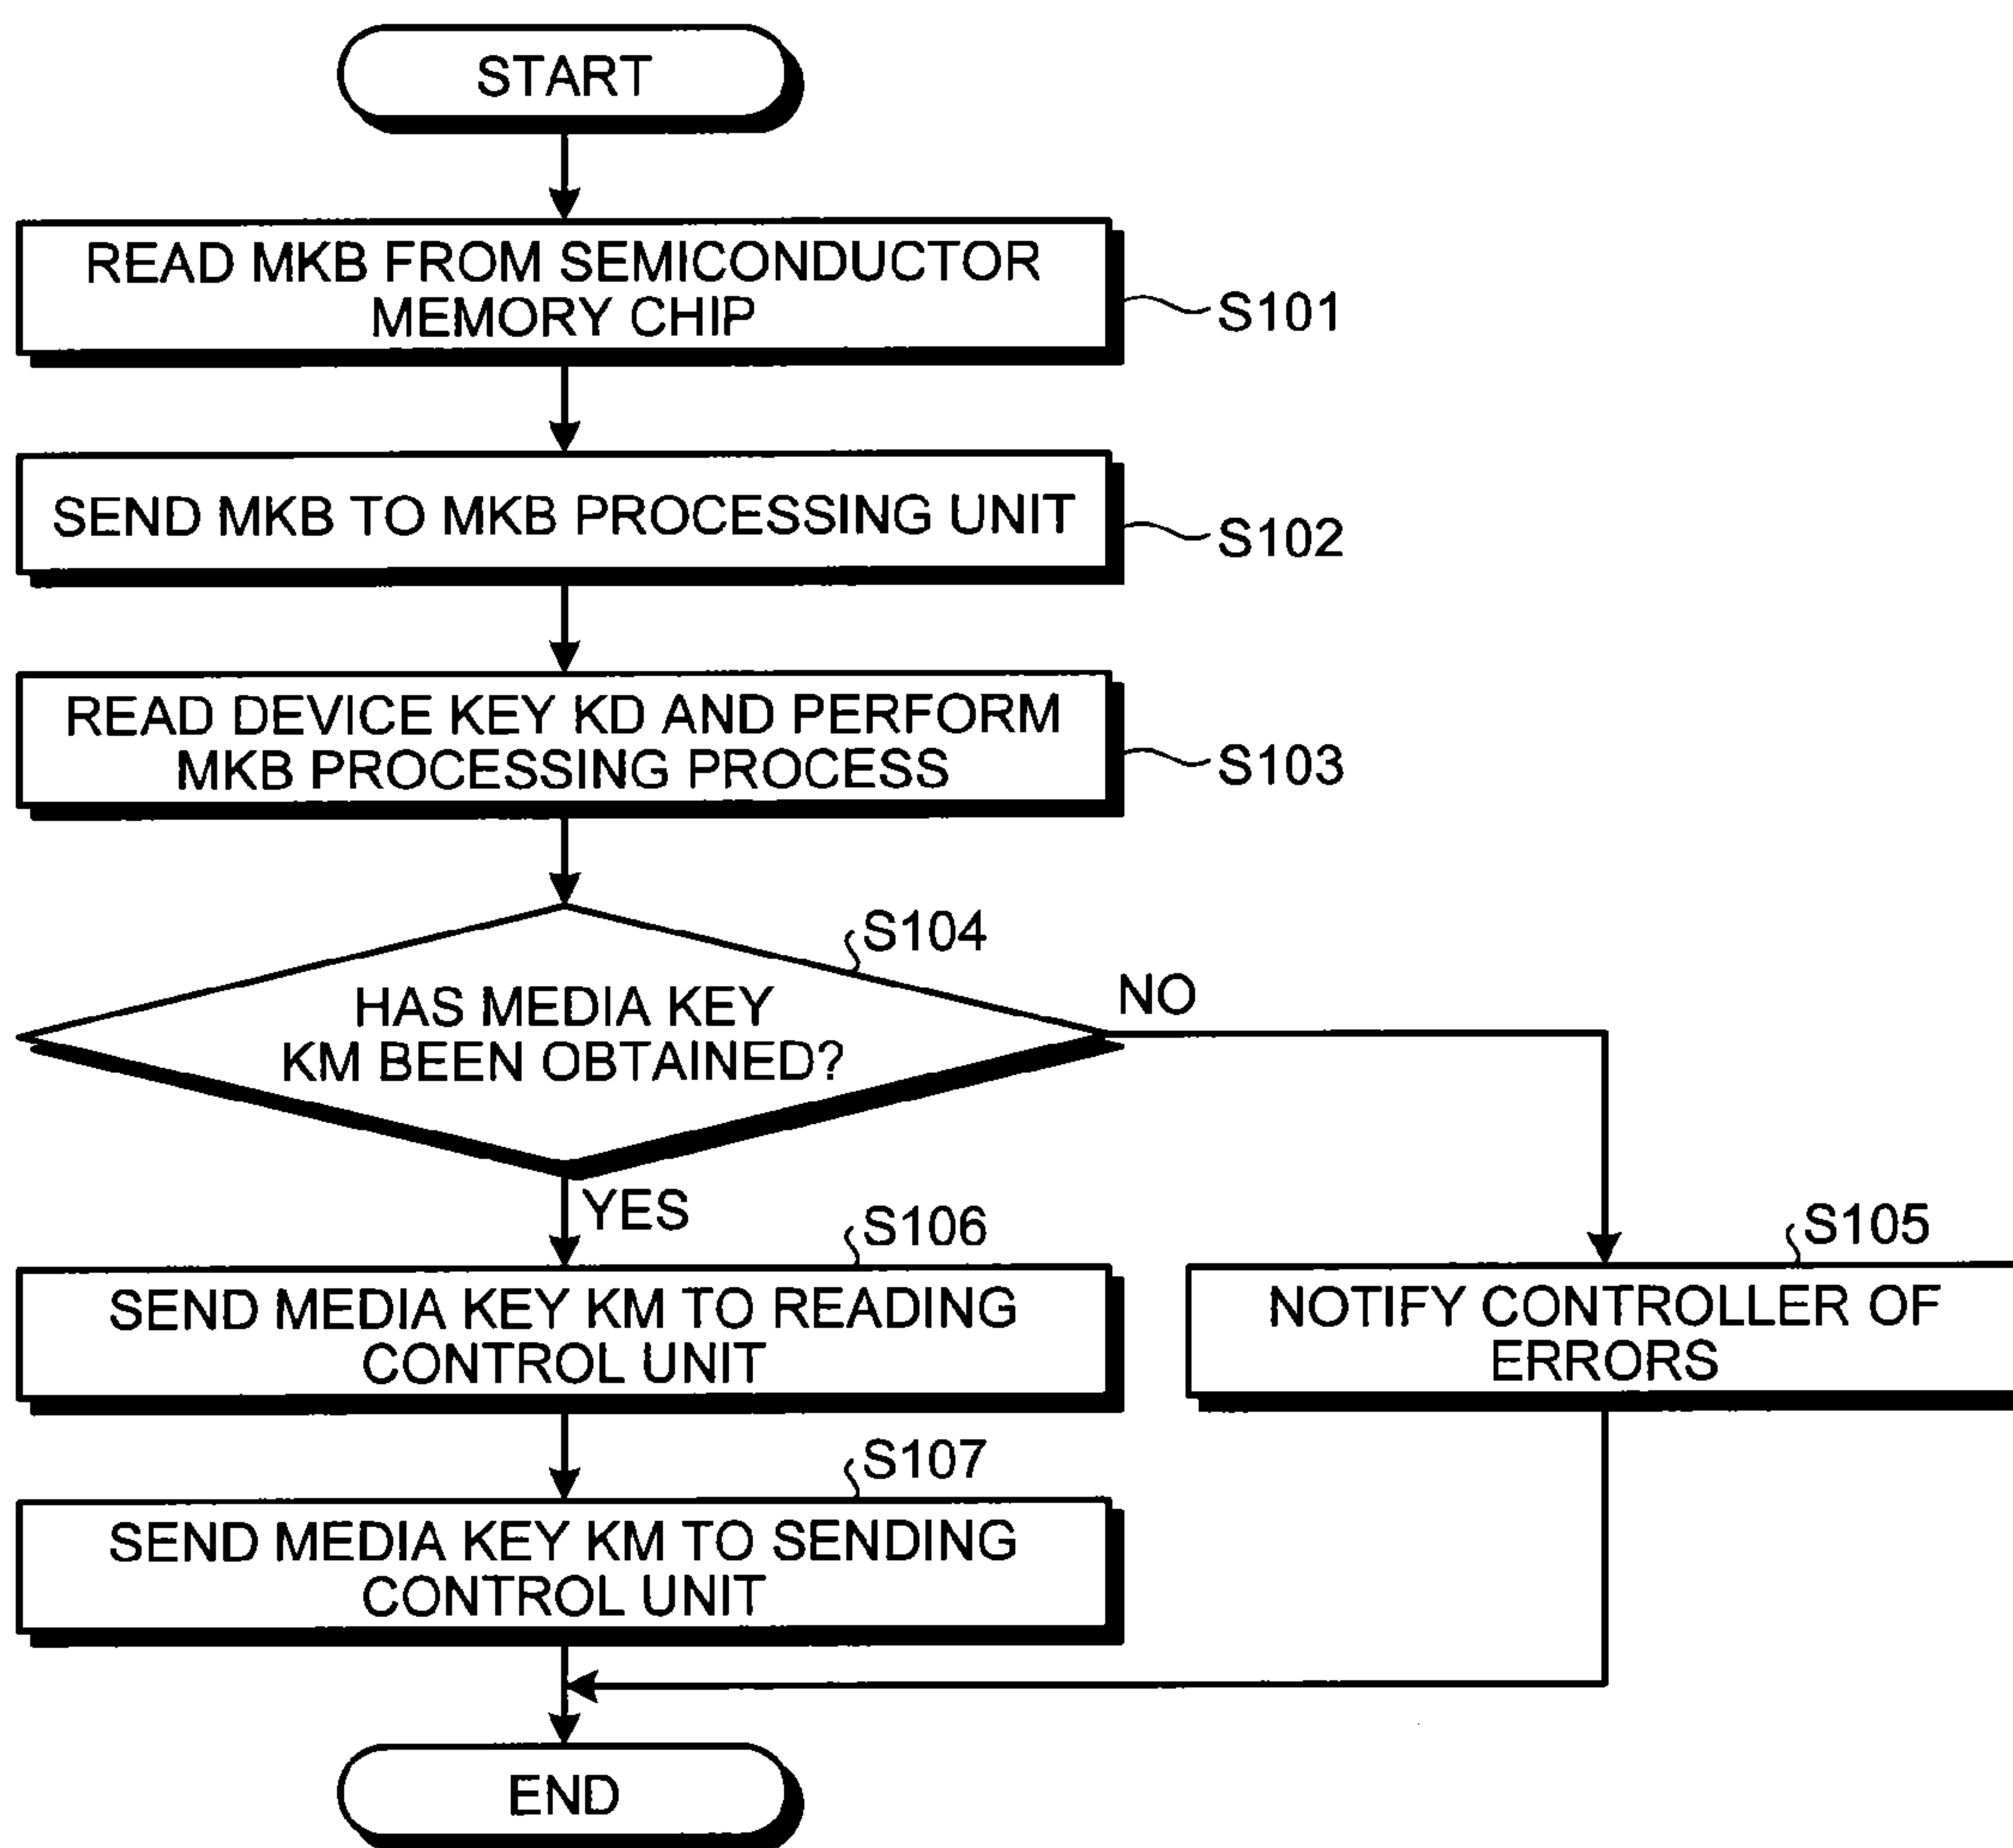 START
READ MKB FROM SEMICONDUCTOR
MEMORY CHIP
S101
SEND MKB TO MKB PROCESSING UNIT
S102
READ DEVICE KEY KD AND PERFORM
MKB PROCESSING PROCESS
S103
S104
HAS MEDIA KEY
KM BEEN OBTAINED?
NO
YES
S106
SEND MEDIA KEY KM TO READING
CONTROL UNIT
S105
NOTIFY CONTROLLER OF
ERRORS
S107
SEND MEDIA KEY KM TO SENDING
CONTROL UNIT
END